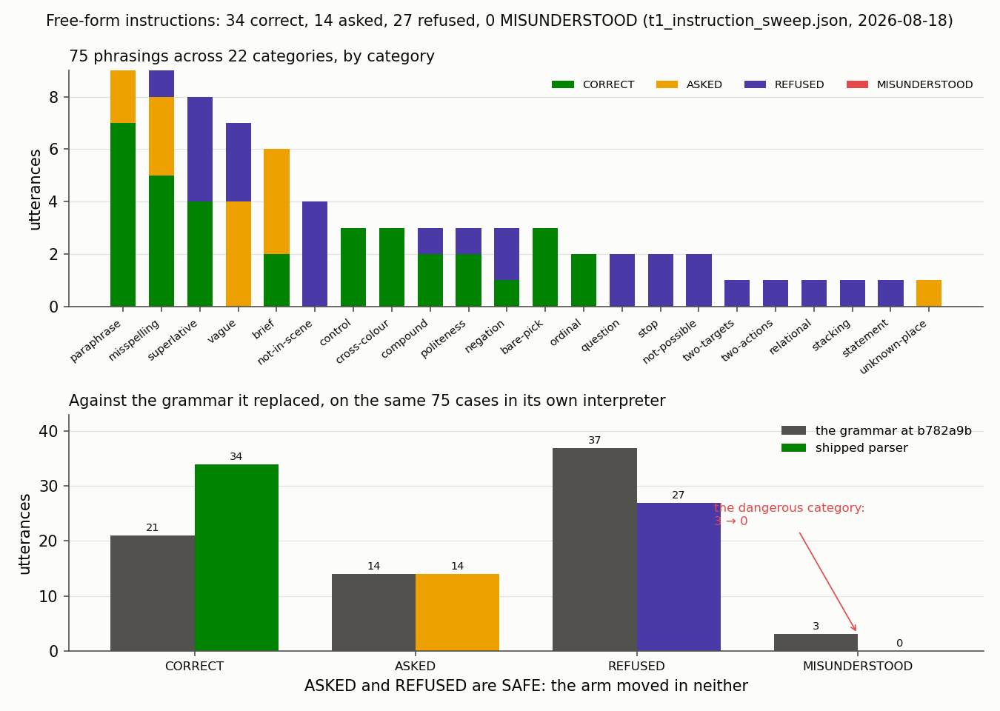 Free-form instructions: 34 correct, 14 asked, 27 refused, 0 MISUNDERSTOOD (t1_instruction_sweep.json, 2026-08-18)
75 phrasings across 22 categories, by category
CORRECT ASKED REFUSED MISUNDERSTOOD
utterances
8
6
4
2
0
paraphrase misspelling superlative vague brief not-in-scene control cross-colour compound politeness negation bare-pick ordinal question stop not-possible two-targets two-actions relational stacking statement unknown-place
Against the grammar it replaced, on the same 75 cases in its own interpreter
the grammar at b782a9b
shipped parser
utterances
40
30
20
10
0
21 34 14 14 37 27 3 0
the dangerous category:
3 → 0
CORRECT ASKED REFUSED MISUNDERSTOOD
ASKED and REFUSED are SAFE: the arm moved in neither